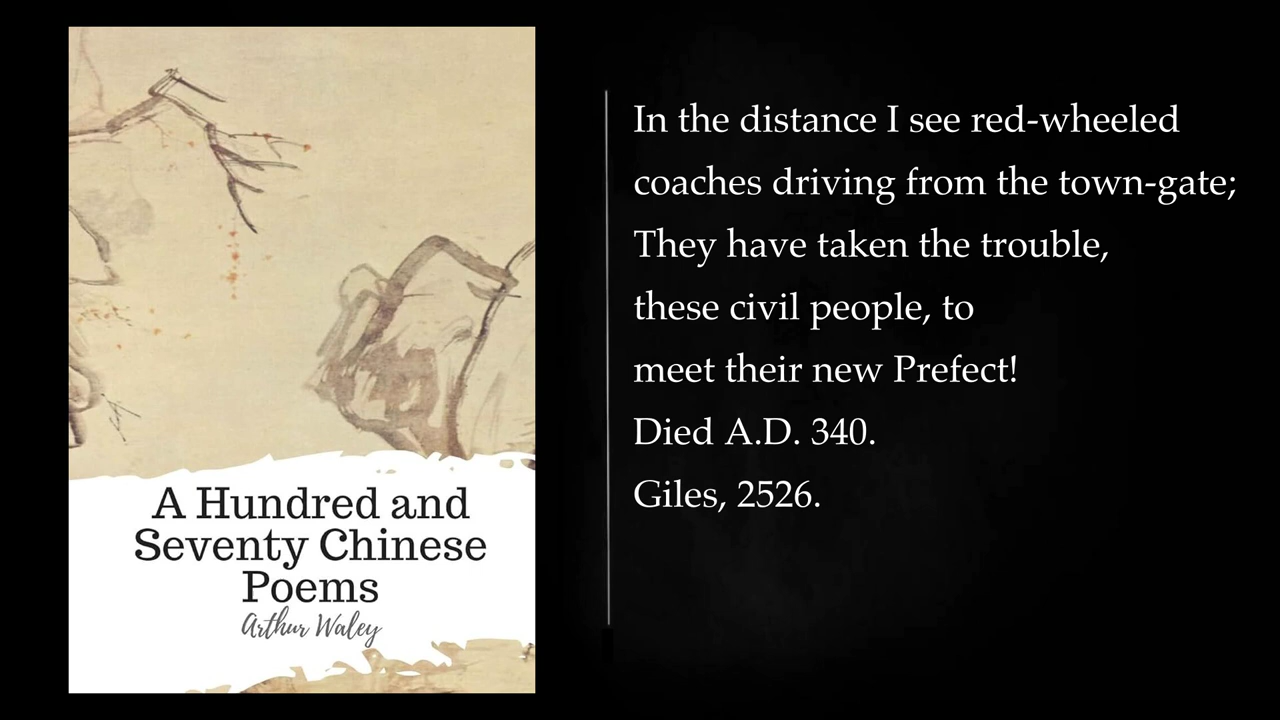 A Hundred and
Seventy Chinese
Poems
Arthur Waley
In the distance I see red-wheeled
coaches driving from the town-gate;
They have taken the trouble,
these civil people, to
meet their new Prefect!
Died A.D. 340.
Giles, 2526.